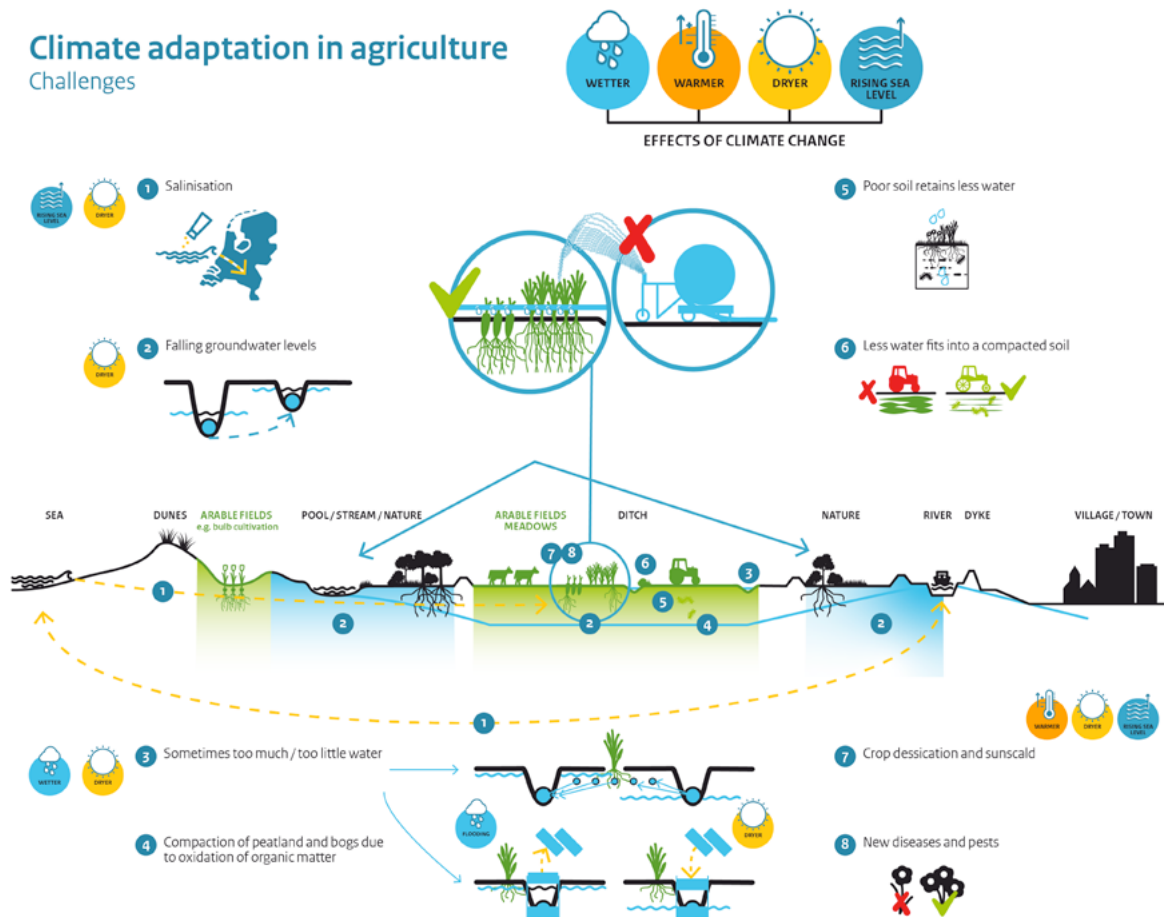 Climate adaptation in agriculture
Challenges
WETTER
WARMER
DRYER
RISING SEA
LEVEL
EFFECTS OF CLIMATE CHANGE
RISING SEA
LEVEL
DRYER
1 Salinisation
5 Poor soil retains less water
DRYER
2 Falling groundwater levels
6 Less water fits into a compacted soil
SEA
DUNES
ARABLE FIELDS
e.g. bulb cultivation
POOL / STREAM / NATURE
ARABLE FIELDS
MEADOWS
DITCH
NATURE
RIVER
DYKE
VILLAGE / TOWN
7
8
6
3
1
5
2
2
4
2
1
WARMER
DRYER
RISING SEA
LEVEL
WETTER
DRYER
3 Sometimes too much / too little water
7 Crop dessication and sunscald
FLOODING
DRYER
4 Compaction of peatland and bogs due
to oxidation of organic matter
8 New diseases and pests